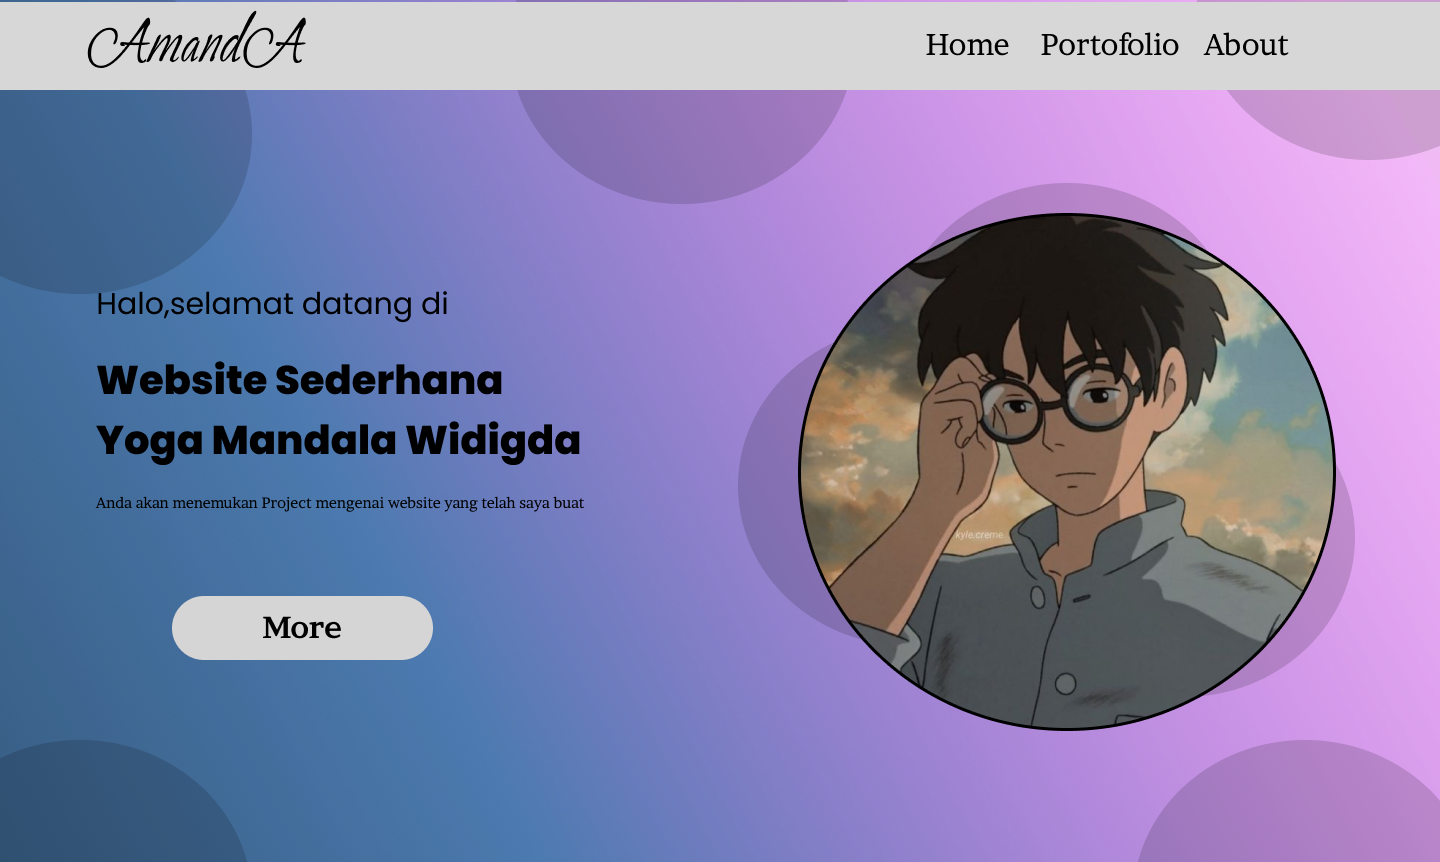 AmandA
Home Portofolio About
Halo,selamat datang di
Website Sederhana
Yoga Mandala Widigda
Anda akan menemukan Project mengenai website yang telah saya buat
kyle.creme
More